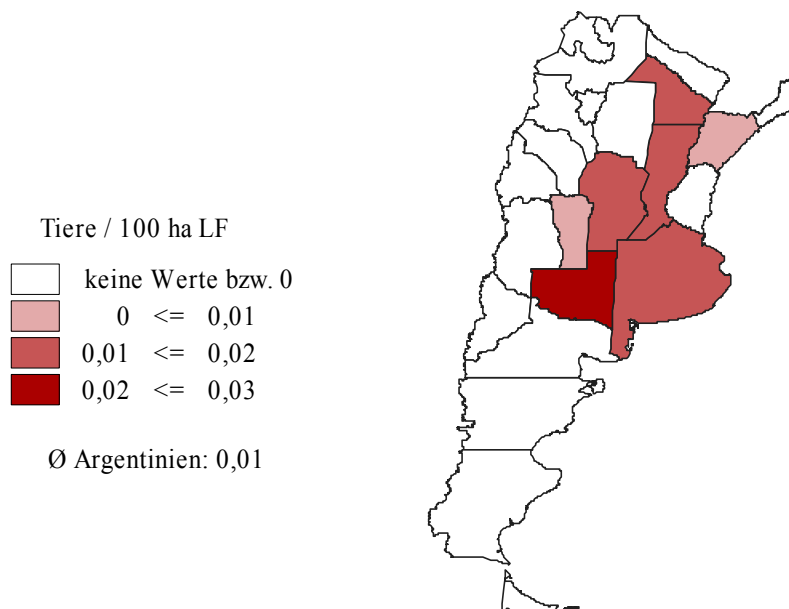 Tiere / 100 ha LF
keine Werte bzw. 0
0 <= 0,01
0,01 <= 0,02
0,02 <= 0,03
Ø Argentinien: 0,01